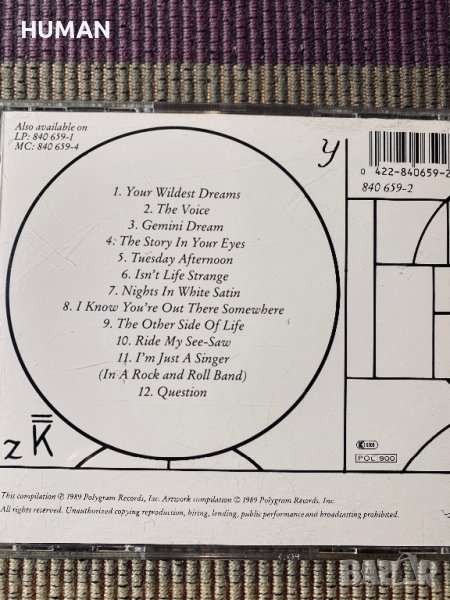 HUMAN
Also available on
LP: 840 659-1
MC: 840 659-4
y
0 422-840659-2
840 659-2
1. Your Wildest Dreams
2. The Voice
3. Gemini Dream
4. The Story In Your Eyes
5. Tuesday Afternoon
6. Isn't Life Strange
7. Nights In White Satin
8. I Know You're Out There Somewhere
9. The Other Side Of Life
10. Ride My See-Saw
11. I'm Just A Singer
(In A Rock and Roll Band)
12. Question
z K
POL 900
This compilation ℗ 1989 Polygram Records, Inc. Artwork compilation © 1989 Polygram Records, Inc.
All rights reserved. Unauthorized copying reproduction, hiring, lending, public performance and broadcasting prohibited.
BAZAR